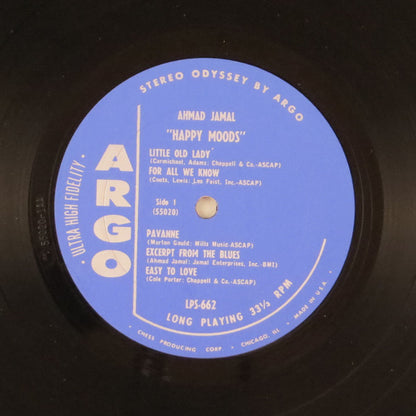 STEREO ODYSSEY BY ARGO
AHMAD JAMAL
"HAPPY MOODS"
LITTLE OLD LADY
(Carmichael, Adams: Chappell & Co.-ASCAP)
FOR ALL WE KNOW
(Coots, Lewis: Leo Feist, Inc.-ASCAP)
Side 1
(S5020)
PAVANNE
(Morton Gould: Mills Music-ASCAP)
EXCERPT FROM THE BLUES
(Ahmad Jamal: Jamal Enterprises, Inc.-BMI)
EASY TO LOVE
(Cole Porter: Chappell & Co.-ASCAP)
LPS-662
LONG PLAYING 33⅓ RPM
ARGO
• ULTRA HIGH FIDELITY •
• CHESS PRODUCING CORP. • CHICAGO, ILL. • MADE IN U.S.A.